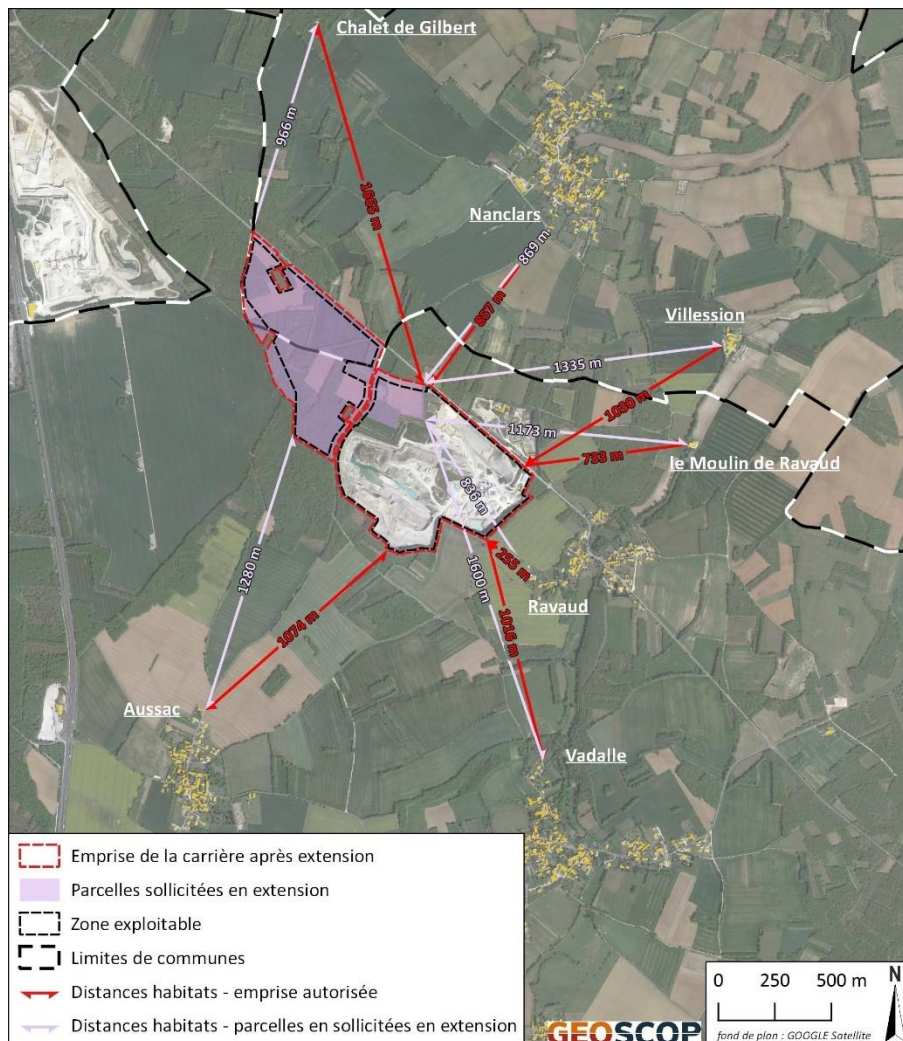 Chalet de Gilbert
966 m
1665 m
Nanclars
869 m
857 m
Villession
1335 m
1030 m
1173 m
733 m
le Moulin de Ravaud
836 m
1280 m
255 m
1600 m
Ravaud
1016 m
1074 m
Aussac
Vadalle
Emprise de la carrière après extension
Parcelles sollicitées en extension
Zone exploitable
Limites de communes
Distances habitats - emprise autorisée
Distances habitats - parcelles en sollicitées en extension
GEOSCOP
0 250 500 m
N
fond de plan : GOOGLE Satellite